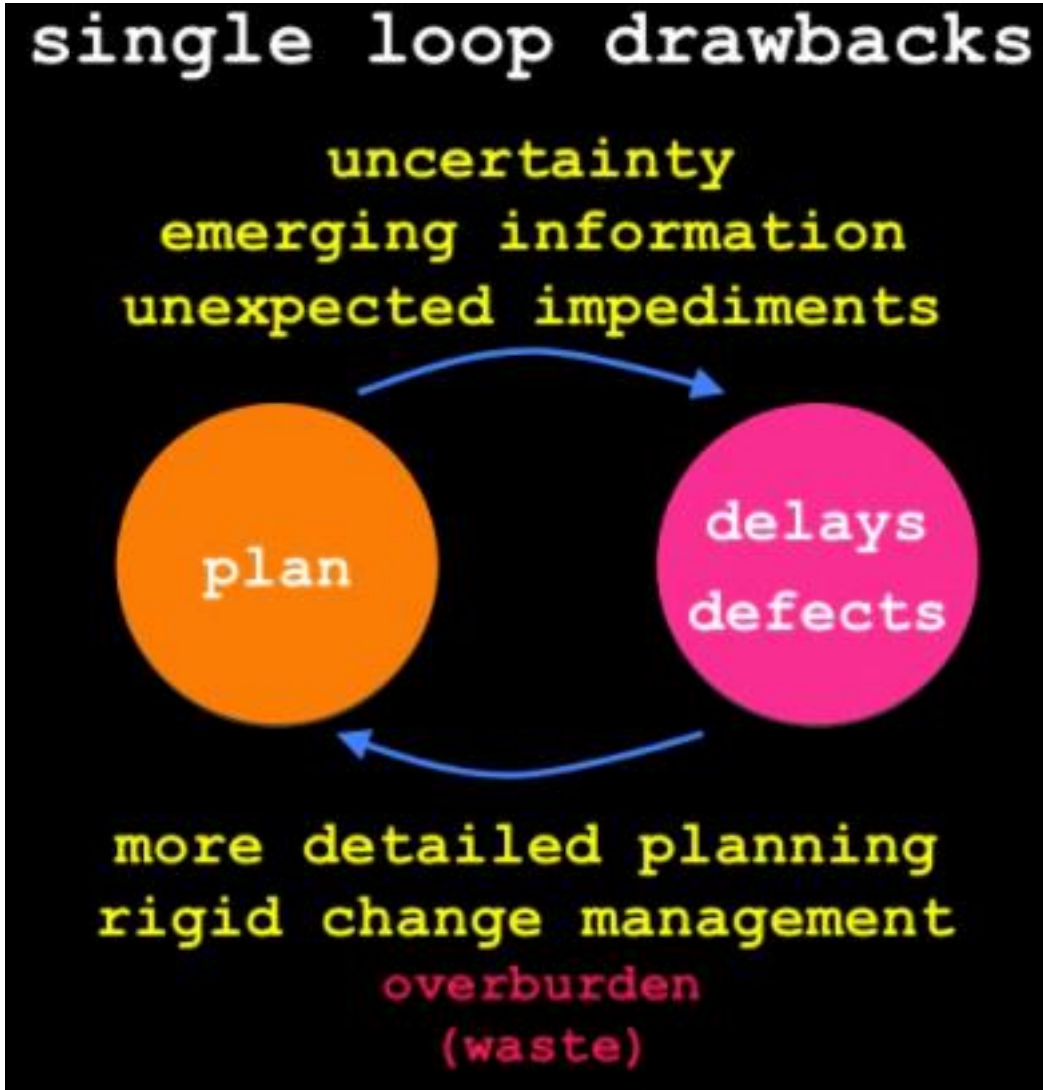 single loop drawbacks
uncertainty
emerging information
unexpected impediments
plan
delays
defects
more detailed planning
rigid change management
overburden
(waste)